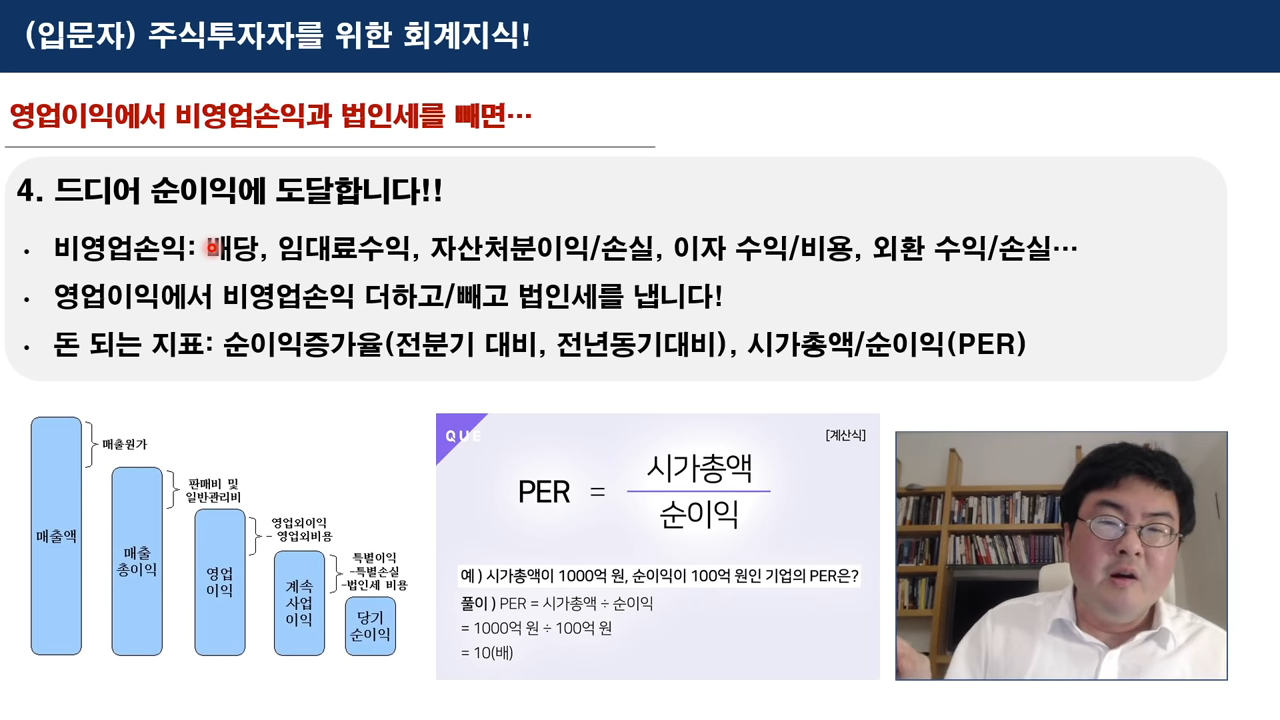 (입문자) 주식투자자를 위한 회계지식!
영업이익에서 비영업손익과 법인세를 빼면…
4. 드디어 순이익에 도달합니다!!
· 비영업손익: 배당, 임대료수익, 자산처분이익/손실, 이자 수익/비용, 외환 수익/손실…
· 영업이익에서 비영업손익 더하고/빼고 법인세를 냅니다!
· 돈 되는 지표: 순이익증가율(전분기 대비, 전년동기대비), 시가총액/순이익(PER)
매출액
매출원가
매출
총이익
판매비 및
일반관리비
영업
이익
영업외이익
- 영업외비용
계속
사업
이익
특별이익
-특별손실
-법인세 비용
당기
순이익
QUE
[계산식]
PER = 시가총액
순이익
예 ) 시가총액이 1000억 원, 순이익이 100억 원인 기업의 PER은?
풀이 ) PER = 시가총액 ÷ 순이익
= 1000억 원 ÷ 100억 원
= 10(배)